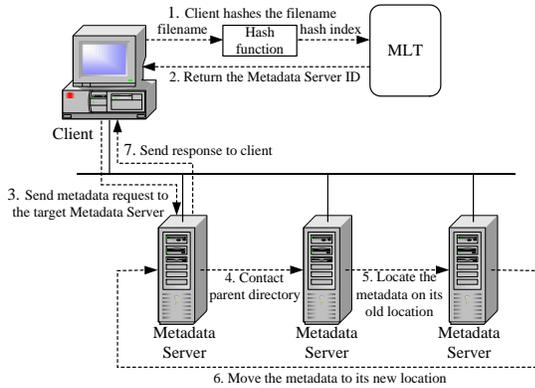 1. Client hashes the filename
filename
Hash
function
hash index
MLT
2. Return the Metadata Server ID
Client
7. Send response to client
3. Send metadata request to
the target Metadata Server
4. Contact
parent directory
5. Locate the
metadata on its
old location
Metadata
Server
Metadata
Server
Metadata
Server
6. Move the metadata to its new location